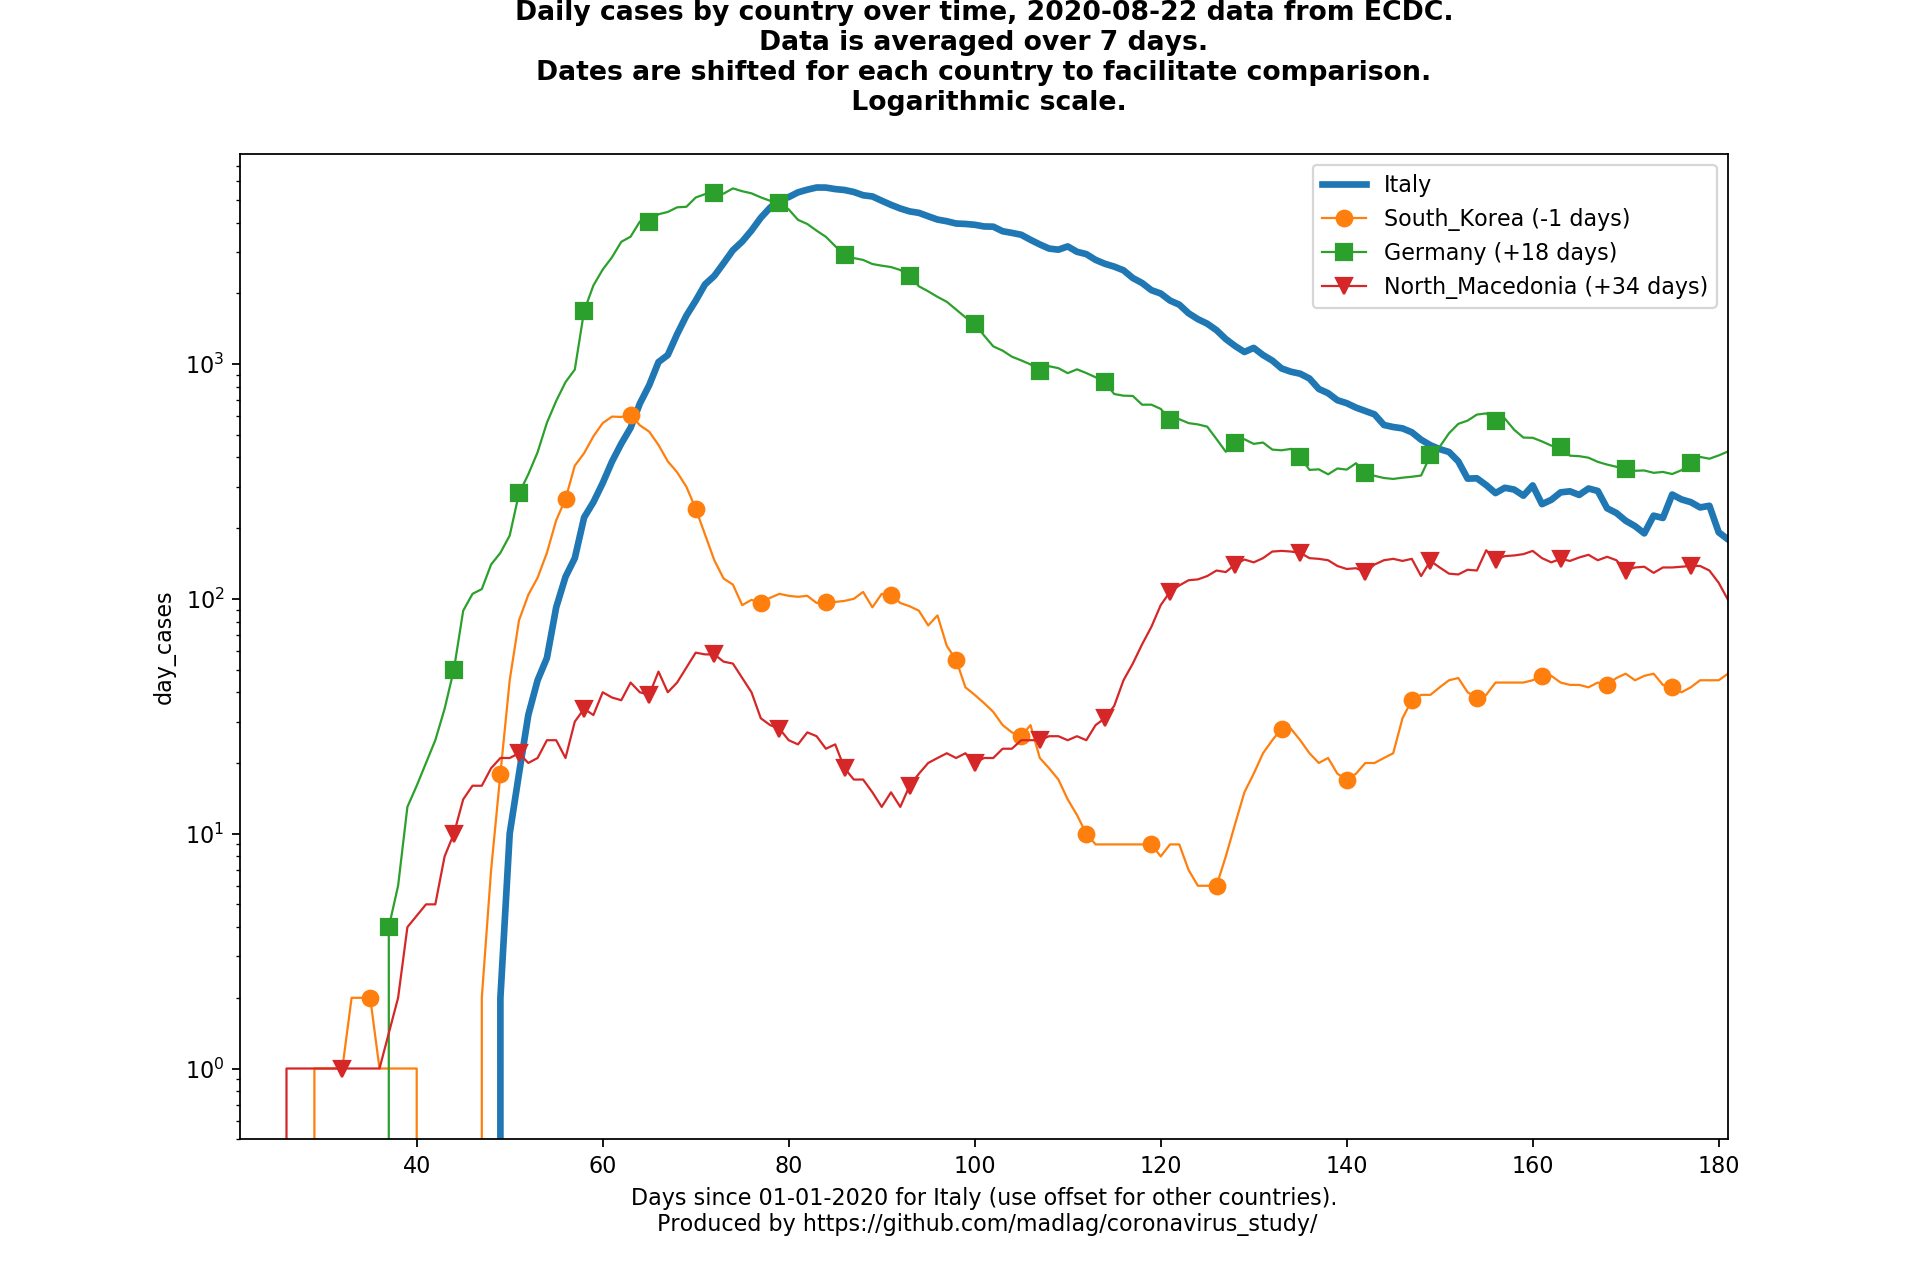 Daily cases by country over time, 2020-08-22 data from ECDC.
Data is averaged over 7 days.
Dates are shifted for each country to facilitate comparison.
Logarithmic scale.
Italy
South_Korea (-1 days)
Germany (+18 days)
North_Macedonia (+34 days)
day_cases
10³
10²
10¹
10⁰
40 60 80 100 120 140 160 180
Days since 01-01-2020 for Italy (use offset for other countries).
Produced by https://github.com/madlag/coronavirus_study/